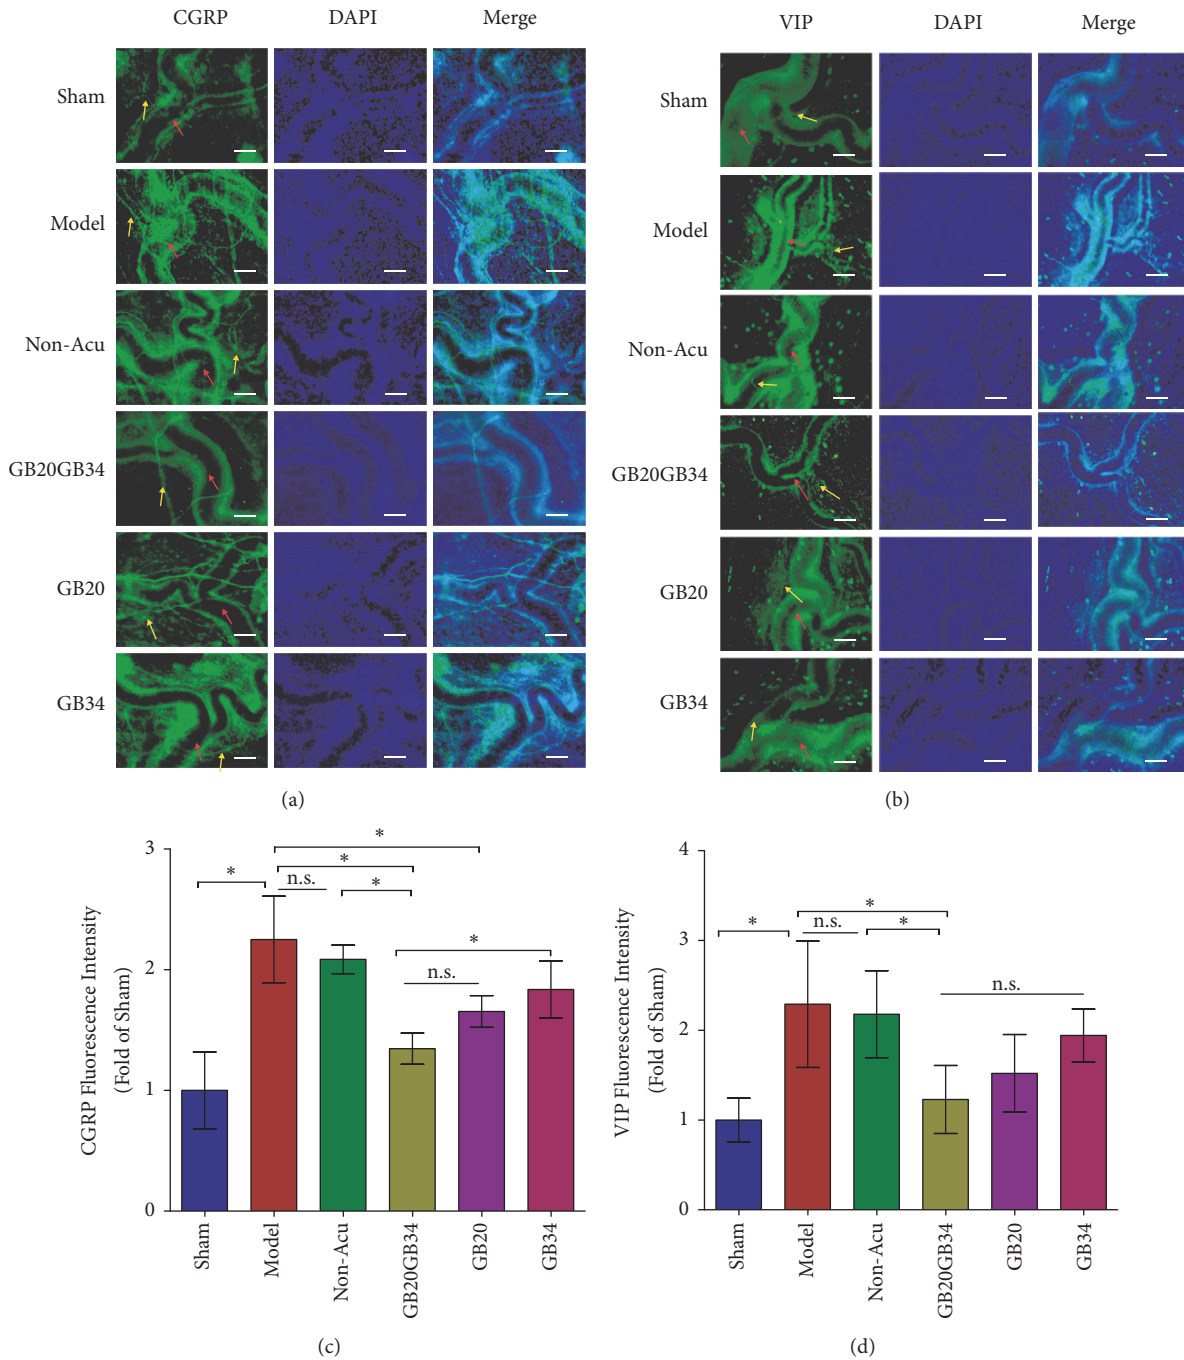 CGRP DAPI Merge
Sham
Model
Non-Acu
GB20GB34
GB20
GB34
(a)
VIP DAPI Merge
Sham
Model
Non-Acu
GB20GB34
GB20
GB34
(b)
CGRP Fluorescence Intensity
(Fold of Sham)
3
2
1
0
*
*
*
n.s.
*
*
n.s.
Sham
Model
Non-Acu
GB20GB34
GB20
GB34
(c)
VIP Fluorescence Intensity
(Fold of Sham)
4
3
2
1
0
*
*
n.s.
*
n.s.
Sham
Model
Non-Acu
GB20GB34
GB20
GB34
(d)